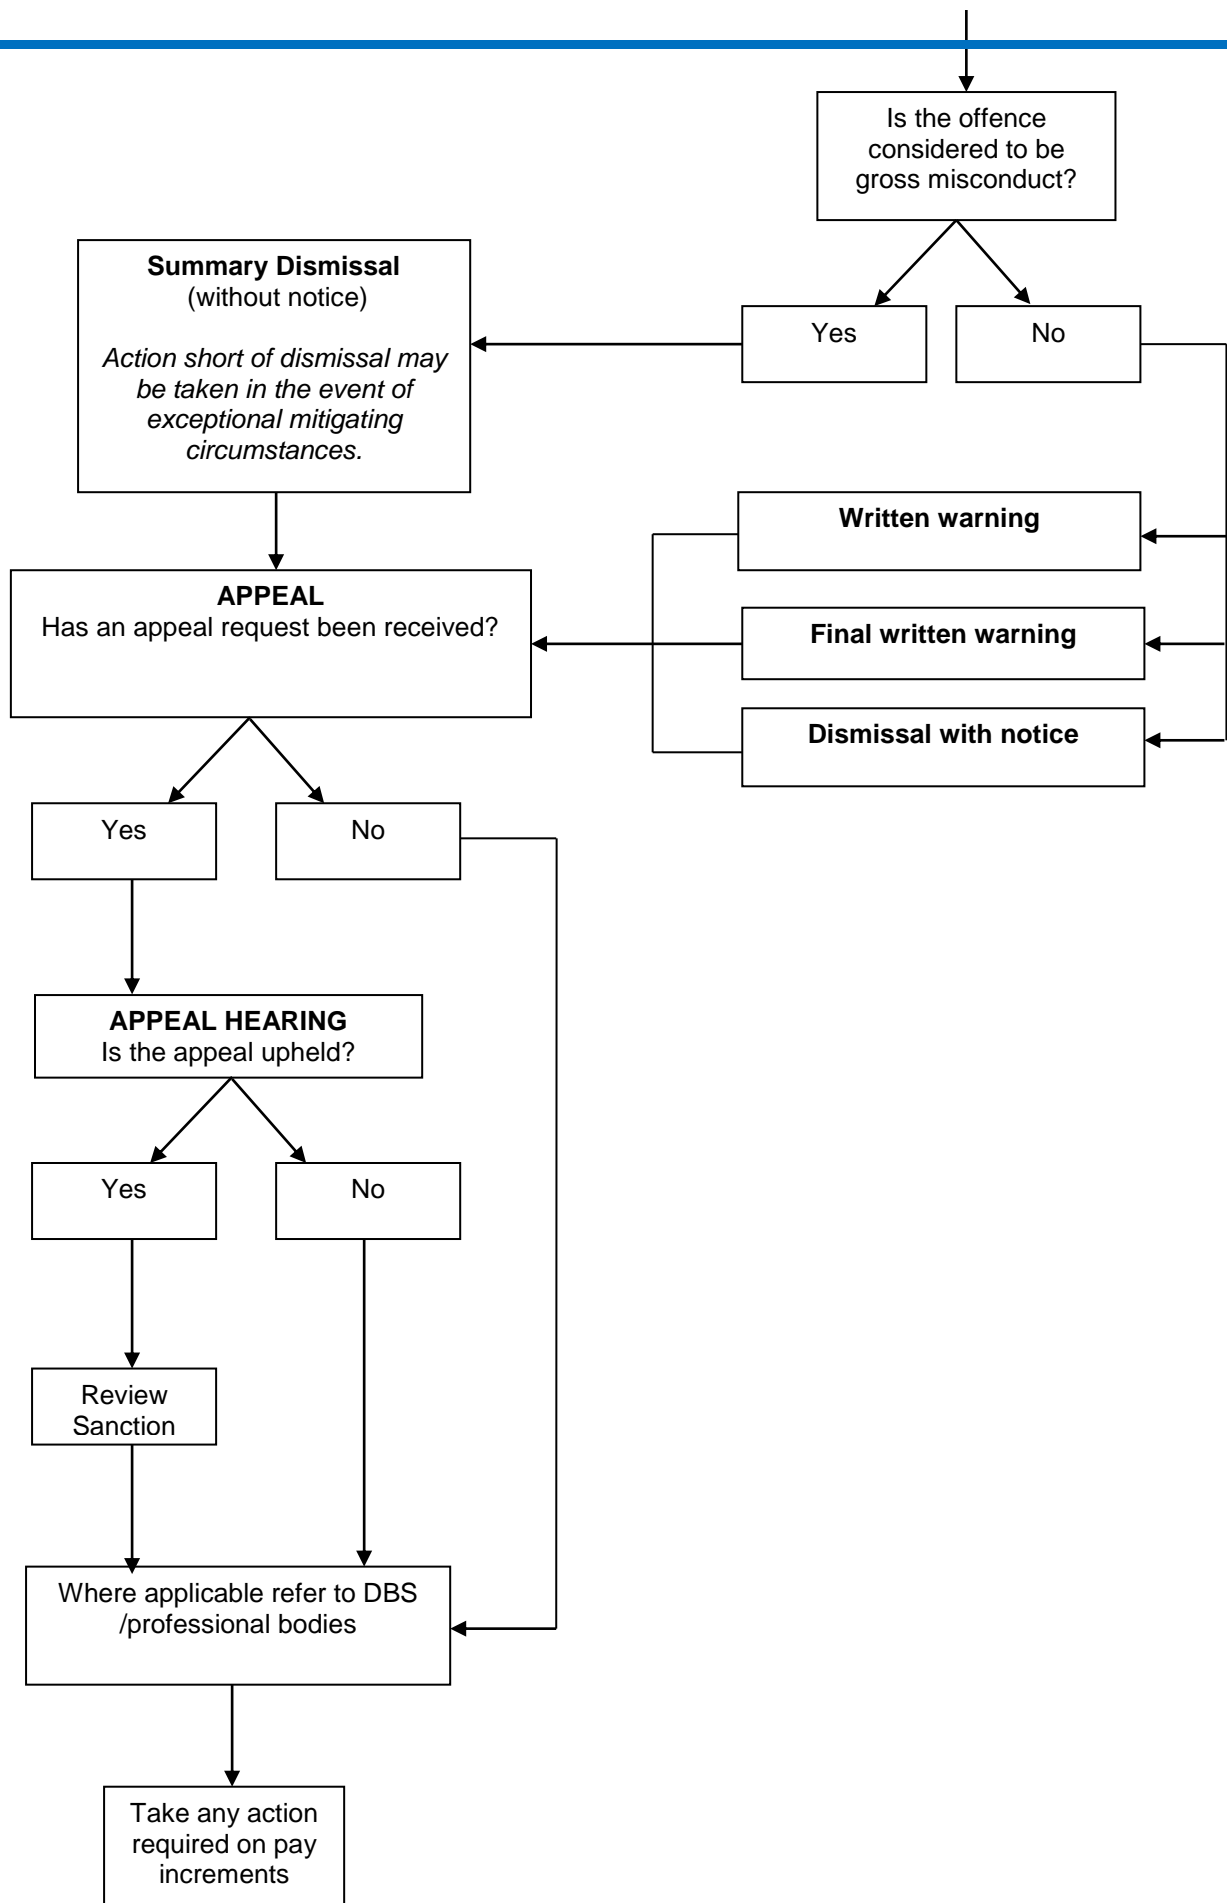 Is the offence
considered to be
gross misconduct?
Summary Dismissal
(without notice)
Action short of dismissal may
be taken in the event of
exceptional mitigating
circumstances.
Yes
No
Written warning
Final written warning
Dismissal with notice
APPEAL
Has an appeal request been received?
Yes
No
APPEAL HEARING
Is the appeal upheld?
Yes
No
Review
Sanction
Where applicable refer to DBS
/professional bodies
Take any action
required on pay
increments